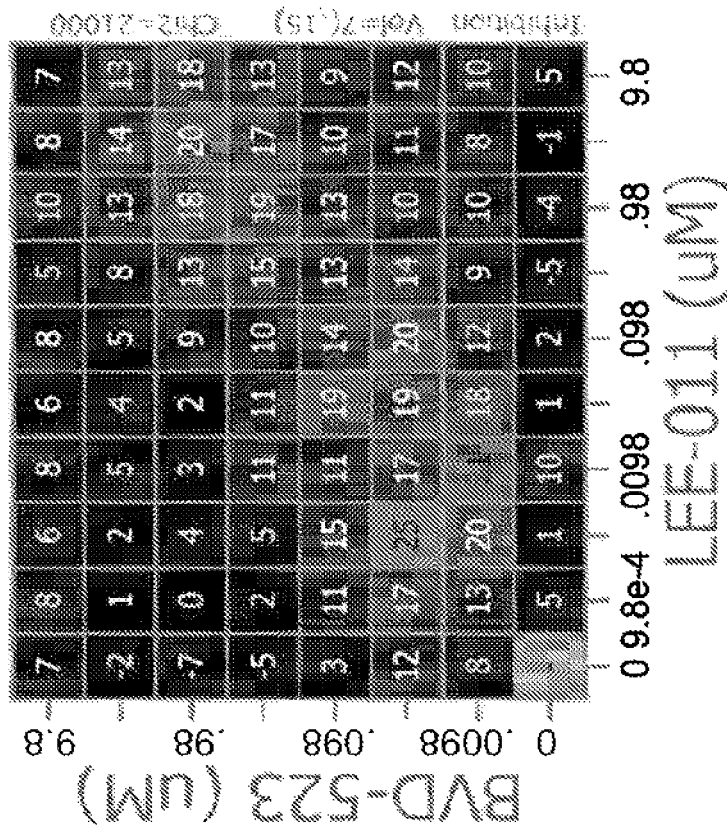 Inhibition Vol=7(.15) Chi2=21000
9.8 7 8 6 8 6 8 5 10 8 7
-2 1 2 5 4 5 8 13 14 13
.98 -7 0 4 3 2 9 13 18 20 18
-5 2 5 11 11 10 15 19 17 13
.098 3 11 15 11 19 14 13 13 10 9
12 17 25 17 19 20 14 10 11 12
.0098 8 13 20 18 12 9 10 8 10
0 5 1 10 1 2 -5 -4 -1 5
0 9.8e-4 .0098 .098 .98 9.8
LEE-011 (uM)
BVD-523 (uM)